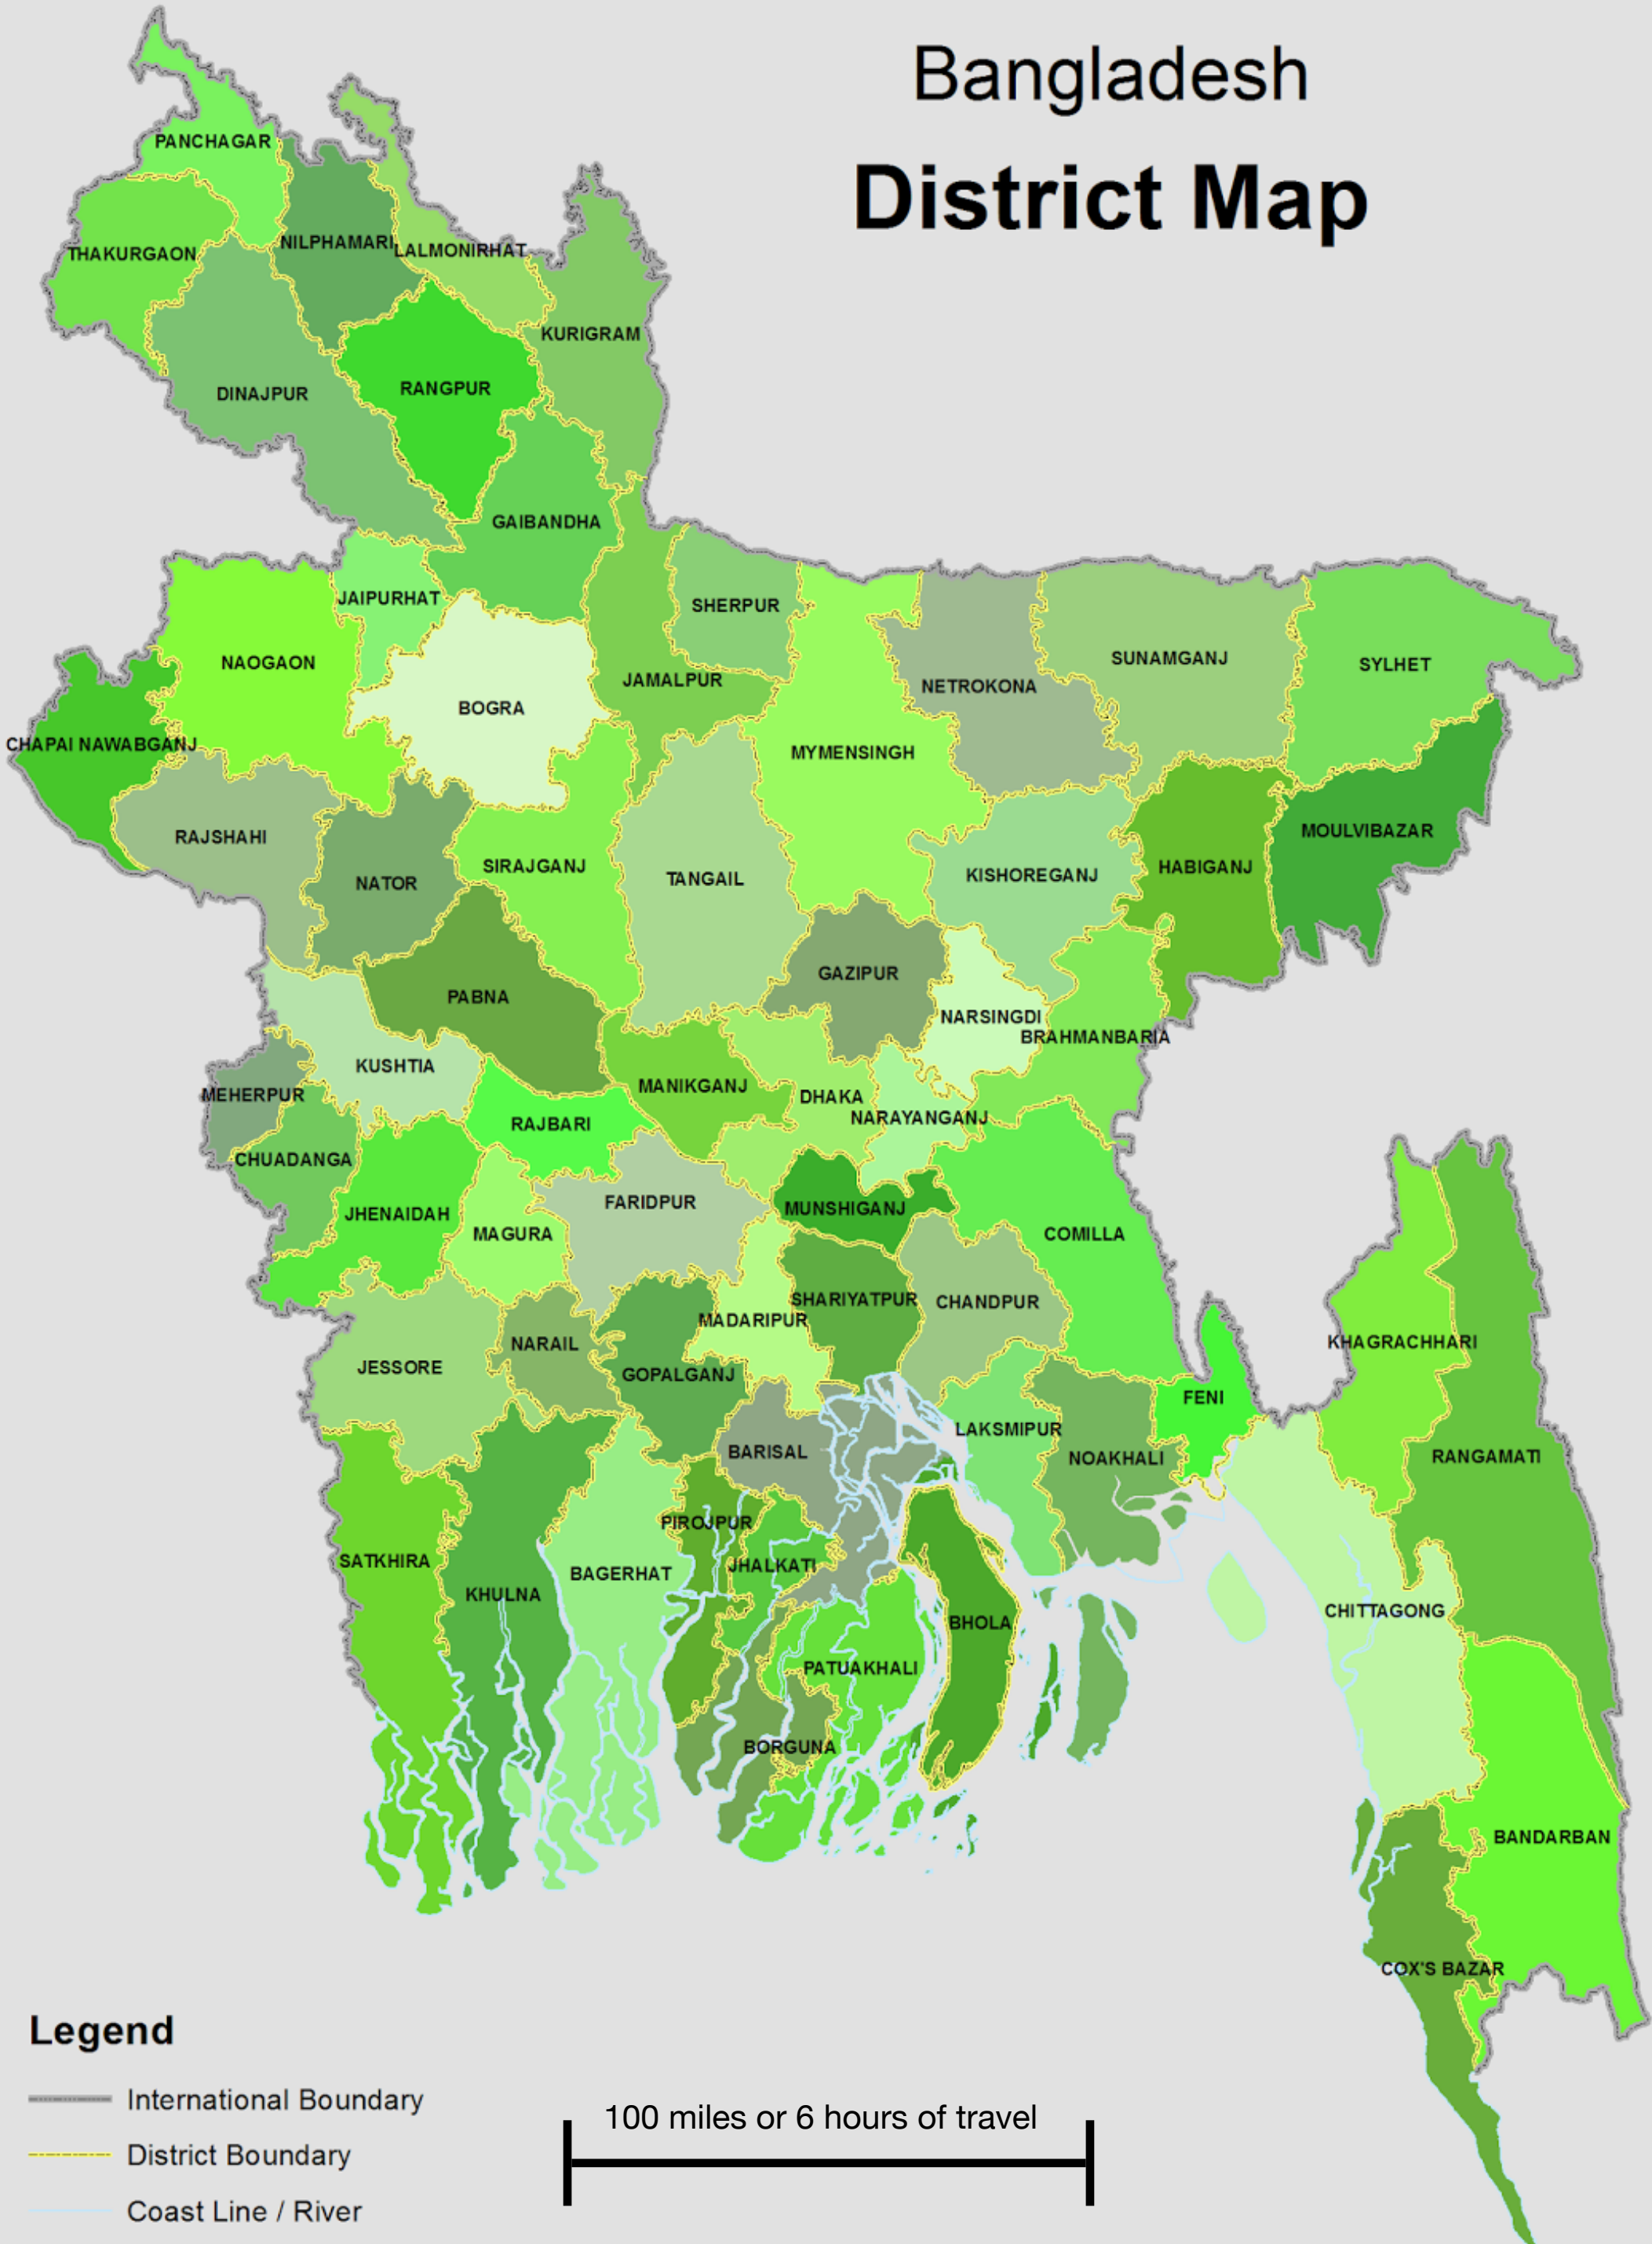 Bangladesh
District Map
PANCHAGAR
THAKURGAON
NILPHAMARI
LALMONIRHAT
KURIGRAM
DINAJPUR
RANGPUR
GAIBANDHA
JAIPURHAT
SHERPUR
NAOGAON
BOGRA
JAMALPUR
NETROKONA
SUNAMGANJ
SYLHET
CHAPAI NAWABGANJ
MYMENSINGH
RAJSHAHI
NATOR
SIRAJGANJ
TANGAIL
KISHOREGANJ
HABIGANJ
MOULVIBAZAR
PABNA
GAZIPUR
NARSINGDI
BRAHMANBARIA
KUSHTIA
MEHERPUR
MANIKGANJ
DHAKA
NARAYANGANJ
RAJBARI
CHUADANGA
JHENAIDAH
MAGURA
FARIDPUR
MUNSHIGANJ
COMILLA
SHARIYATPUR
CHANDPUR
MADARIPUR
NARAIL
JESSORE
GOPALGANJ
KHAGRACHHARI
FENI
LAKSMIPUR
NOAKHALI
RANGAMATI
BARISAL
PIROJPUR
JHALKATI
SATKHIRA
KHULNA
BAGERHAT
BHOLA
CHITTAGONG
PATUAKHALI
BORGUNA
BANDARBAN
COX'S BAZAR
Legend
International Boundary
District Boundary
Coast Line / River
100 miles or 6 hours of travel